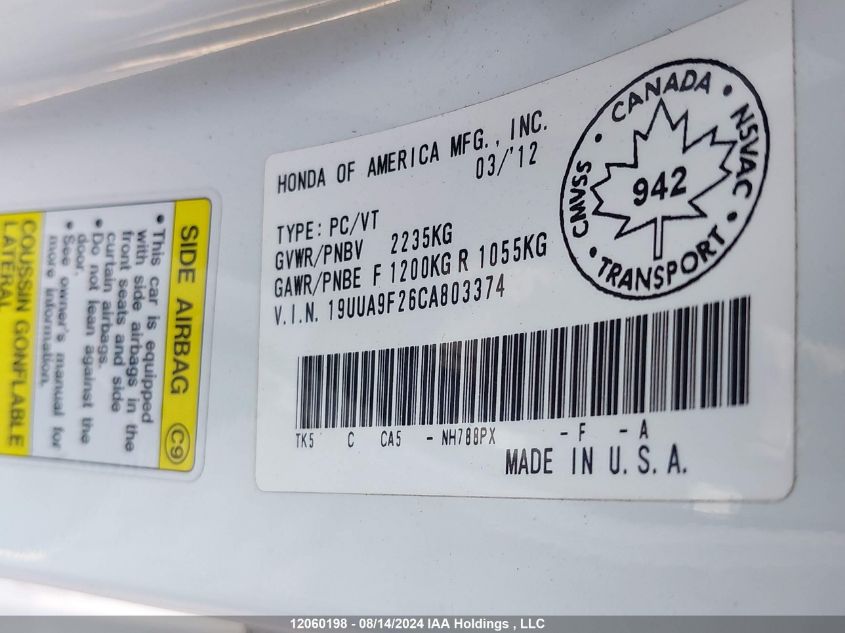 HONDA OF AMERICA MFG., INC.
03/'12
TYPE: PC/VT
GVWR/PNBV 2235KG
GAWR/PNBE F 1200KG R 1055KG
V.I.N. 19UUA9F26CA803374
TK5 C CA5 - NH788PX - F - A
MADE IN U.S.A.
CANADA
CMVSS • NSVAC
942
TRANSPORT
SIDE AIRBAG C9
• This car is equipped
with side airbags in the
front seats and side
curtain airbags.
• Do not lean against the
door.
• See owner's manual for
more information.
COUSSIN GONFLABLE
LATERAL
12060198 - 08/14/2024 IAA Holdings , LLC